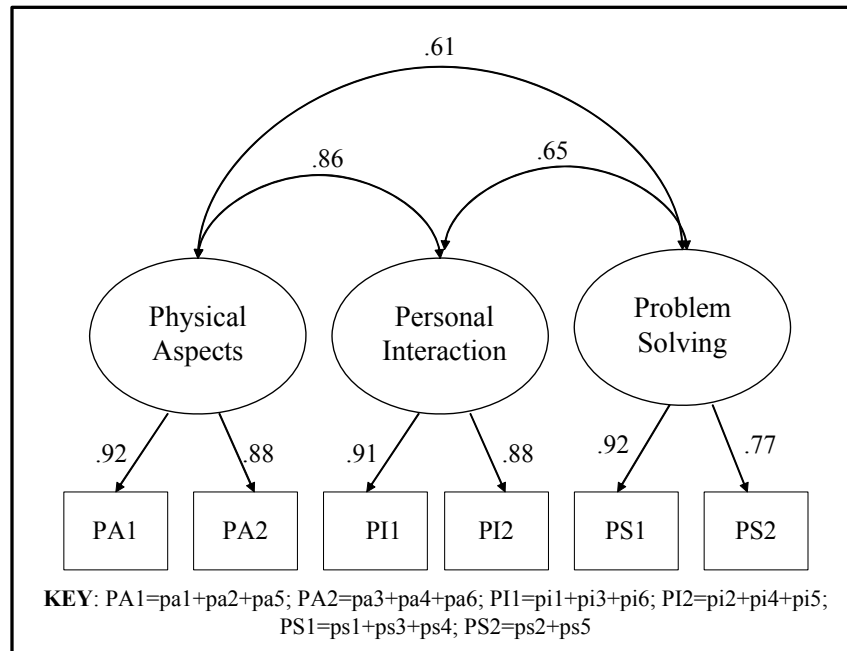 .61
.86
.65
Physical
Aspects
Personal
Interaction
Problem
Solving
.92
.88
.91
.88
.92
.77
PA1
PA2
PI1
PI2
PS1
PS2
KEY: PA1=pa1+pa2+pa5; PA2=pa3+pa4+pa6; PI1=pi1+pi3+pi6; PI2=pi2+pi4+pi5;
PS1=ps1+ps3+ps4; PS2=ps2+ps5